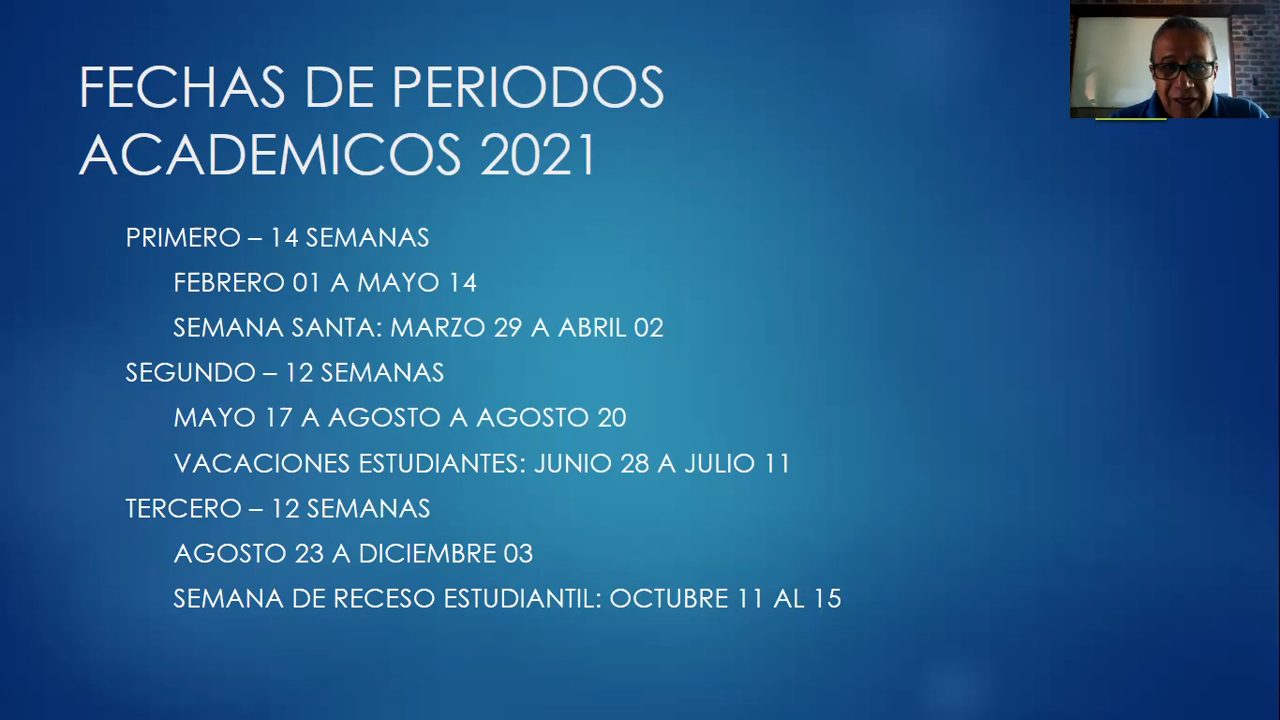 FECHAS DE PERIODOS
ACADEMICOS 2021
PRIMERO – 14 SEMANAS
FEBRERO 01 A MAYO 14
SEMANA SANTA: MARZO 29 A ABRIL 02
SEGUNDO – 12 SEMANAS
MAYO 17 A AGOSTO A AGOSTO 20
VACACIONES ESTUDIANTES: JUNIO 28 A JULIO 11
TERCERO – 12 SEMANAS
AGOSTO 23 A DICIEMBRE 03
SEMANA DE RECESO ESTUDIANTIL: OCTUBRE 11 AL 15